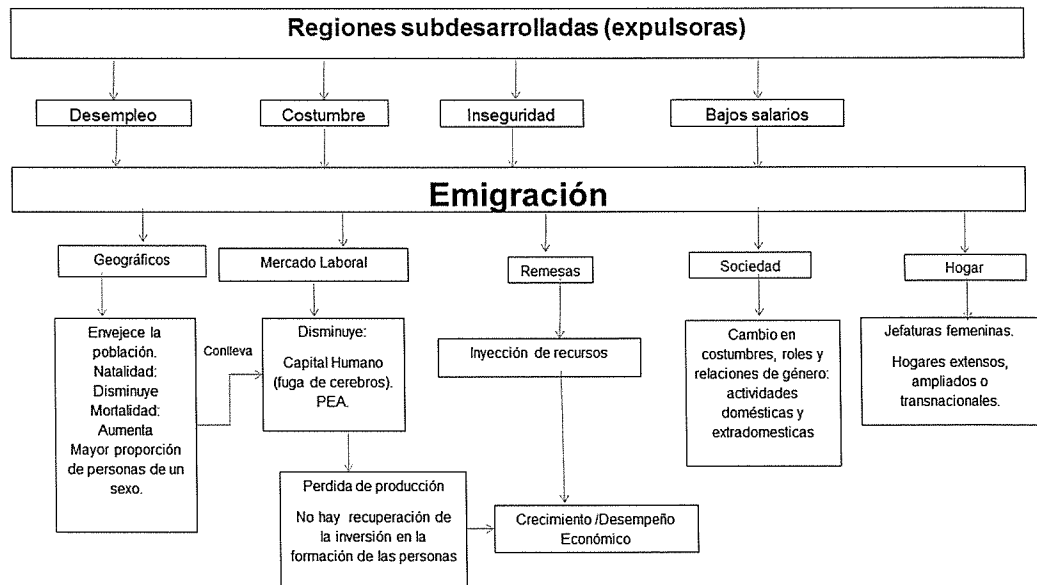 Regiones subdesarrolladas (expulsoras)
Desempleo
Costumbre
Inseguridad
Bajos salarios
Emigración
Geográficos
Mercado Laboral
Remesas
Sociedad
Hogar
Envejece la
población.
Natalidad:
Disminuye
Mortalidad:
Aumenta
Mayor proporción
de personas de un
sexo.
Conlleva
Disminuye:
Capital Humano
(fuga de cerebros).
PEA.
Inyección de recursos
Cambio en
costumbres, roles y
relaciones de género:
actividades
domésticas y
extradomesticas
Jefaturas femeninas.
Hogares extensos,
ampliados o
transnacionales.
Perdida de producción
No hay recuperación de
la inversión en la
formación de las personas
Crecimiento /Desempeño
Económico